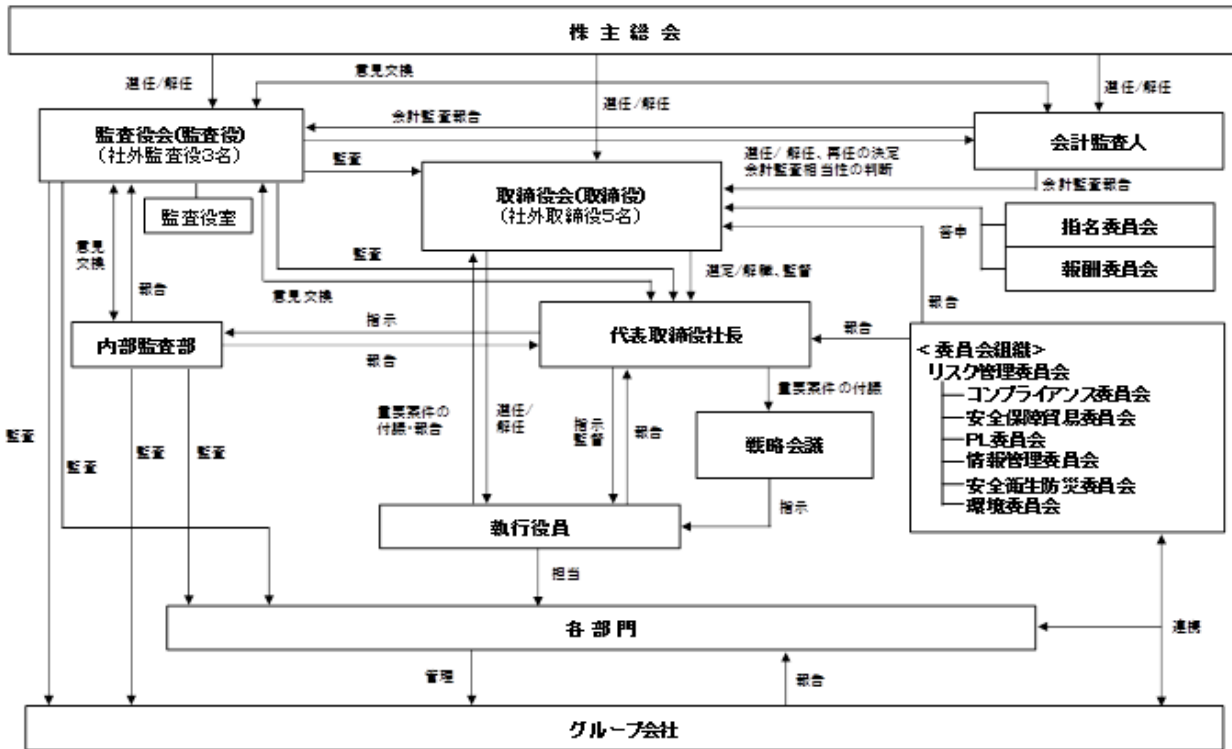 株主総会
選任/解任
意見交換
選任/解任
選任/解任
会計監査報告
監査役会(監査役)
(社外監査役3名)
会計監査人
監査
選任/解任、再任の決定
会計監査相当性の判断
会計監査報告
取締役会(取締役)
(社外取締役5名)
監査役室
指名委員会
答申
報酬委員会
意見
交換
監査
選定/解職、監督
報告
意見交換
報告
指示
代表取締役社長
報告
内部監査部
報告
<委員会組織>
リスク管理委員会
コンプライアンス委員会
安全保障貿易委員会
PL委員会
情報管理委員会
安全衛生防災委員会
環境委員会
重要案件の付議
重要案件の
付議・報告
選任/
解任
指示
監督
報告
戦略会議
監査
監査
監査
監査
指示
執行役員
担当
各部門
連携
管理
報告
グループ会社